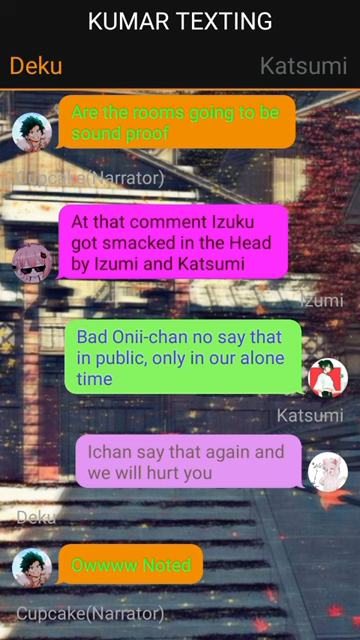 KUMAR TEXTING
Deku
Katsumi
Are the rooms going to be
sound proof
Cupcake(Narrator)
At that comment Izuku
got smacked in the Head
by Izumi and Katsumi
Izumi
Bad Onii-chan no say that
in public, only in our alone
time
Katsumi
Ichan say that again and
we will hurt you
Deku
Owwww Noted
Cupcake(Narrator)